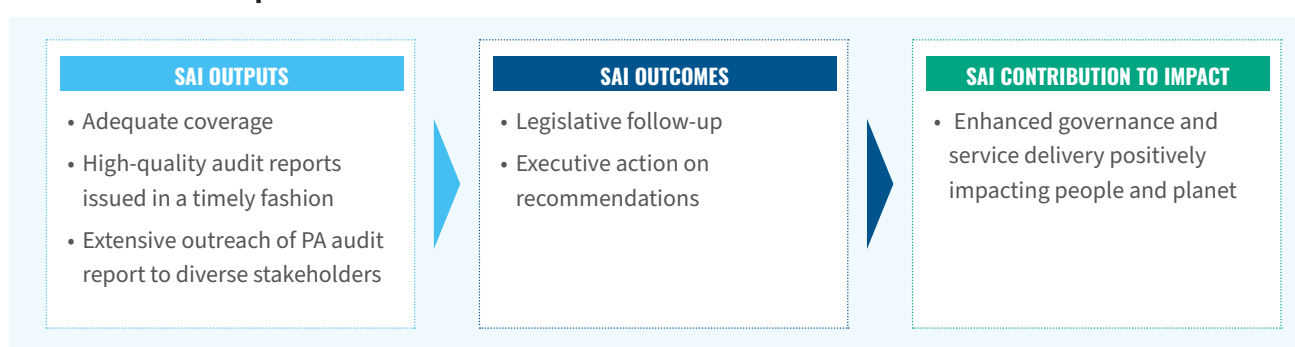 SAI OUTPUTS
• Adequate coverage
• High-quality audit reports
issued in a timely fashion
• Extensive outreach of PA audit
report to diverse stakeholders
SAI OUTCOMES
• Legislative follow-up
• Executive action on
recommendations
SAI CONTRIBUTION TO IMPACT
• Enhanced governance and
service delivery positively
impacting people and planet